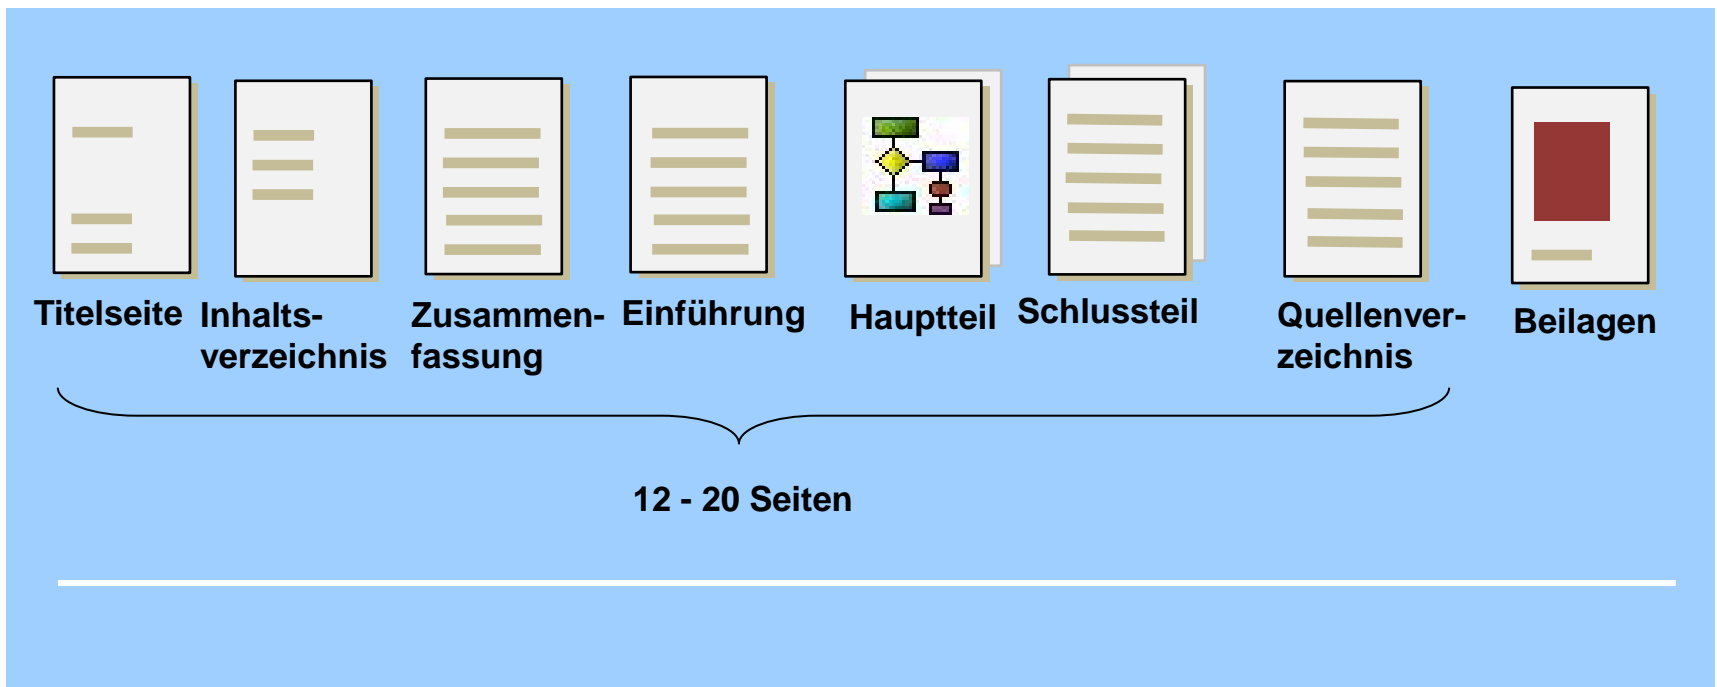 Titelseite
Inhalts-
verzeichnis
Zusammen-
fassung
Einführung
Hauptteil
Schlussteil
Quellenver-
zeichnis
Beilagen
12 - 20 Seiten